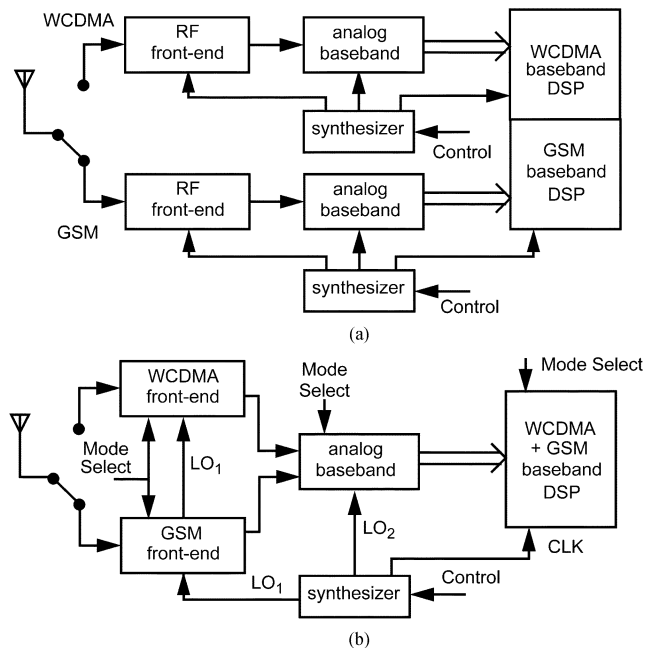 WCDMA
RF
front-end
analog
baseband
WCDMA
baseband
DSP
synthesizer
Control
GSM
baseband
DSP
RF
front-end
analog
baseband
GSM
synthesizer
Control
(a)
WCDMA
front-end
Mode
Select
Mode Select
Mode
Select
LO1
analog
baseband
WCDMA
+ GSM
baseband
DSP
GSM
front-end
LO2
CLK
LO1
synthesizer
Control
(b)